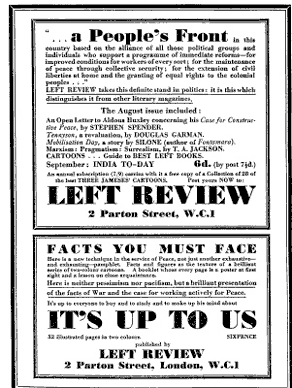 " . . . a People's Front in this
country based on the alliance of all those political groups and
individuals who support a programme of immediate reforms—for
improved conditions for workers of every sort; for the maintenance
of peace through collective security; for the extension of civil
liberties at home and the granting of equal rights to the colonial
peoples . . ."
LEFT REVIEW takes this definite stand in politics: it is this which
distinguishes it from other literary magazines,
The August issue included:
An Open Letter to Aldous Huxley concerning his Case for Construc-
tive Peace, by STEPHEN SPENDER.
Tennyson, a revaluation, by DOUGLAS GARMAN.
Mobilisation Day, a story by SILONE (author of Fontamara).
Marxism: Pragmatism: Surrealism, by T. A. JACKSON.
CARTOONS . . . Guide to BEST LEFT BOOKS.
September: INDIA TO-DAY 6d. (by post 7½d.)
An annual subscription (7/9) carries with it a free copy of a Collection of 28 of
the best THREE JAMESES' CARTOONS. Post yours NOW to:
LEFT REVIEW
2 Parton Street, W.C.1
FACTS YOU MUST FACE
Here is a new technique in the service of Peace, not just another exhaustive—
and exhausting—pamphlet. Facts and figures as the texture of a brilliant
series of two-colour cartoons. A booklet whose every page is a poster at first
sight and a lesson on close acquaintance.
Here is neither pessimism nor pacifism, but a brilliant presentation
of the facts of War and the case for working actively for Peace.
It's up to everyone to buy and to study and to make up his mind about
IT'S UP TO US
32 illustrated pages in two colours. SIXPENCE
published by
LEFT REVIEW
2 Parton Street, London, W.C.1